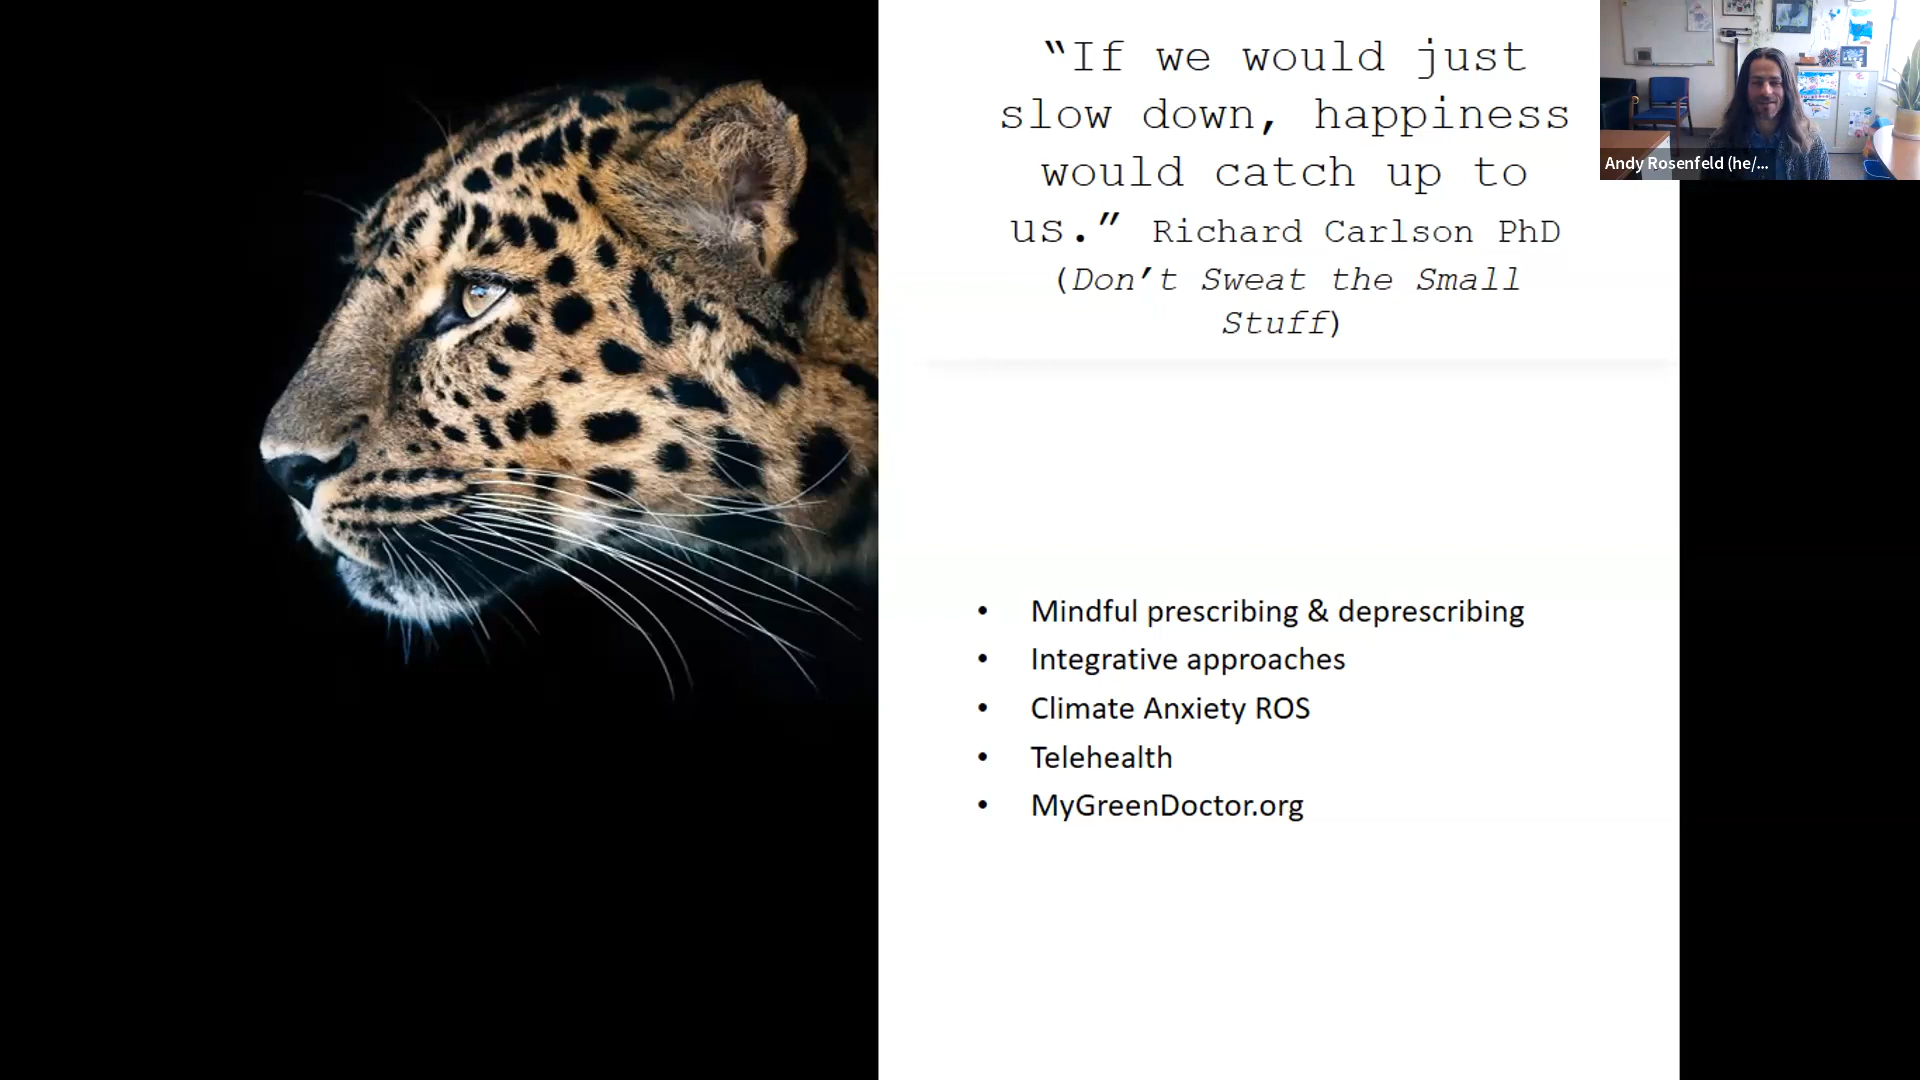 “If we would just
slow down, happiness
would catch up to
us.” Richard Carlson PhD
(Don’t Sweat the Small
Stuff)
• Mindful prescribing & deprescribing
• Integrative approaches
• Climate Anxiety ROS
• Telehealth
• MyGreenDoctor.org
Andy Rosenfeld (he/...